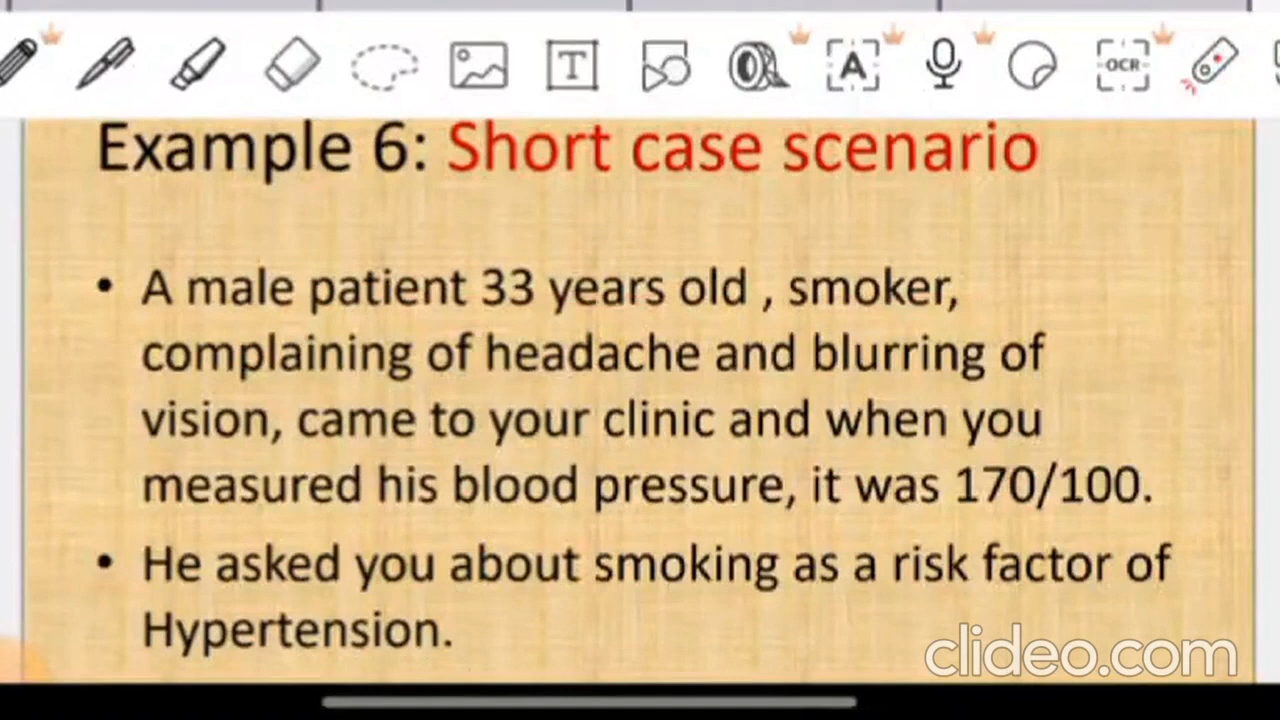 T
A
OCR
Example 6: Short case scenario
• A male patient 33 years old , smoker,
complaining of headache and blurring of
vision, came to your clinic and when you
measured his blood pressure, it was 170/100.
• He asked you about smoking as a risk factor of
Hypertension.
clideo.com